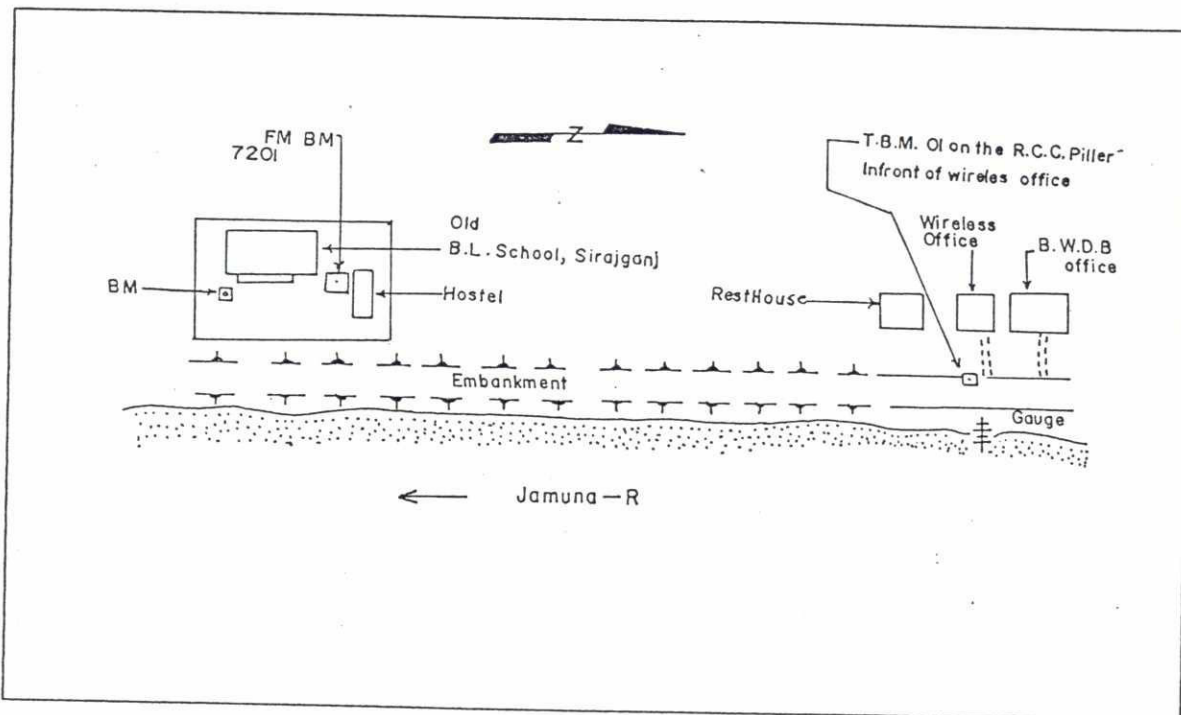 FM BM
7201
Z
T.B.M. 01 on the R.C.C. Piller
Infront of wireles office
Old
B.L. School, Sirajganj
Wireless
Office
B.W.D.B
office
BM
Hostel
RestHouse
Embankment
Gauge
Jamuna-R